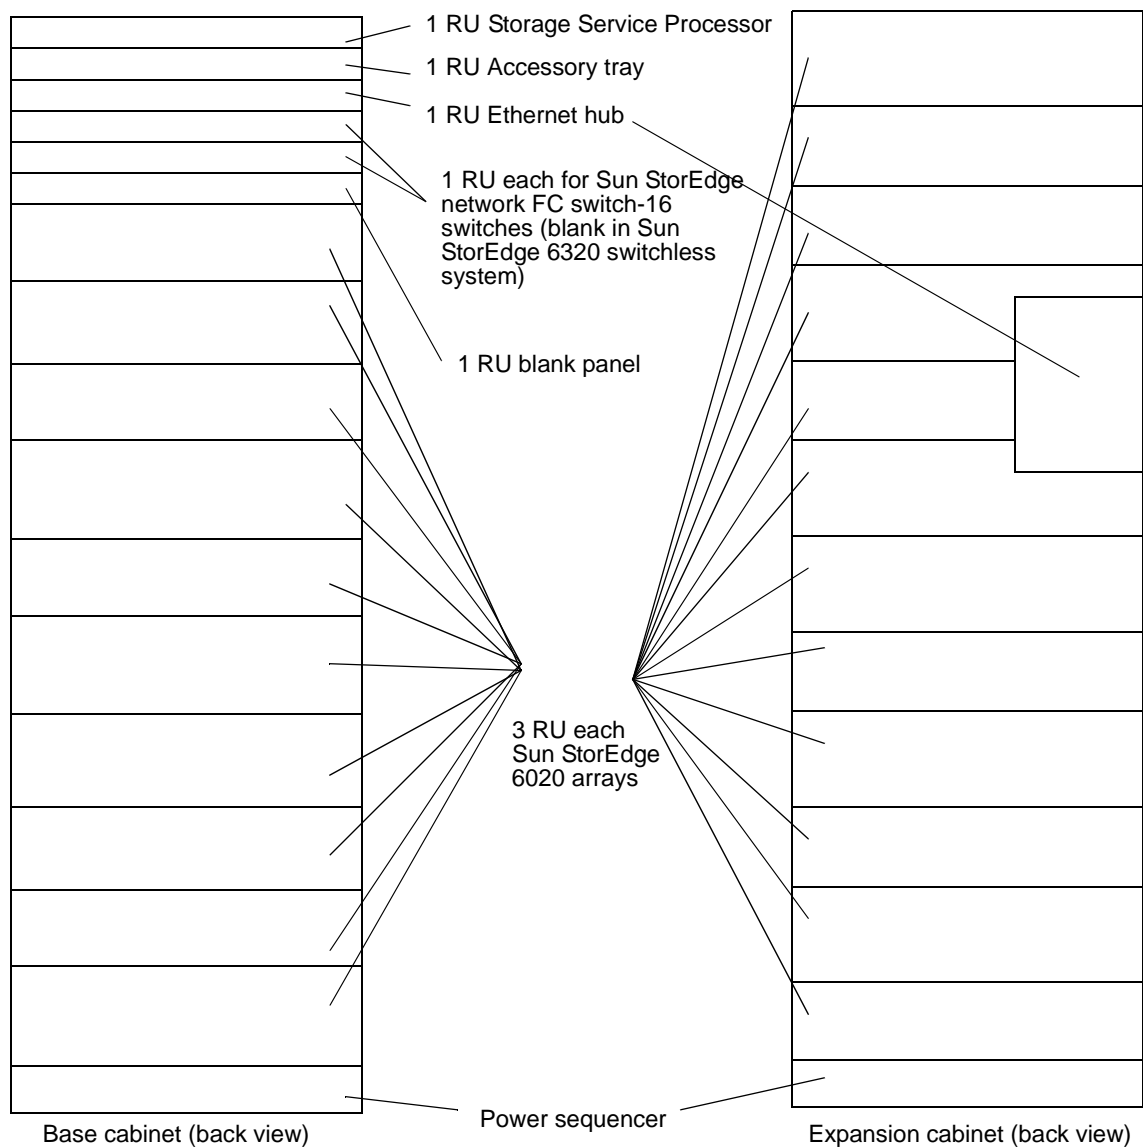 1 RU Storage Service Processor
1 RU Accessory tray
1 RU Ethernet hub
1 RU each for Sun StorEdge
network FC switch-16
switches (blank in Sun
StorEdge 6320 switchless
system)
1 RU blank panel
3 RU each
Sun StorEdge
6020 arrays
Power sequencer
Base cabinet (back view)
Expansion cabinet (back view)